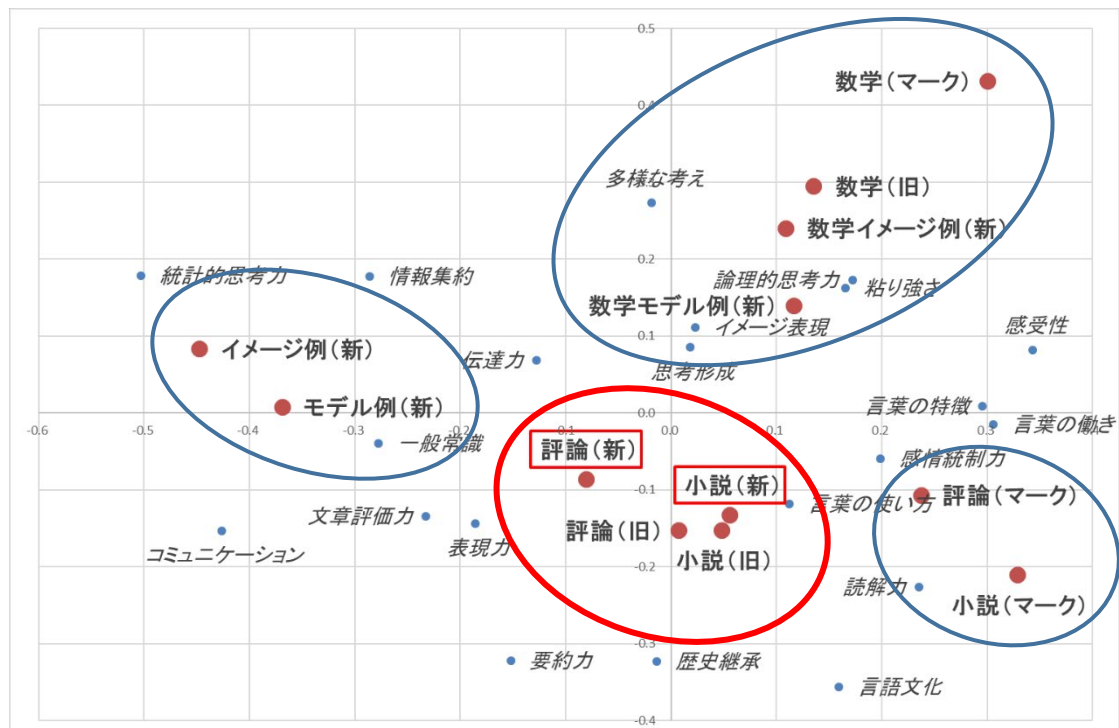 0.5
数学（マーク）
0.4
多様な考え
数学（旧）
数学イメージ例（新）
0.2
統計的思考力
情報集約
論理的思考力
粘り強さ
数学モデル例（新）
イメージ表現
0.1
感受性
イメージ例（新）
伝達力
思考形成
モデル例（新）
0.0
言葉の特徴
-0.6
-0.5
-0.4
-0.3
-0.2
-0.1
0.0
0.1
0.2
0.3
言葉の働き
一般常識
評論（新）
感情統制力
小説（新）
-0.1
言葉の使い方
評論（マーク）
文章評価力
表現力
評論（旧）
小説（旧）
コミュニケーション
-0.2
読解力
小説（マーク）
要約力
-0.3
歴史継承
言語文化
-0.4